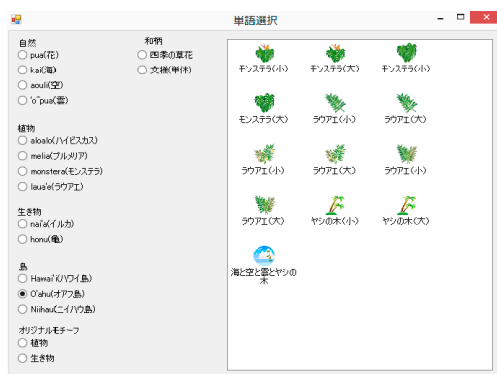 単語選択
自然
pua(花)
kai(海)
aouli(空)
'o^pua(雲)
植物
aloalo(ハイビスカス)
melia(プルメリア)
monstera(モンステラ)
laua'e(ラウアエ)
生き物
nai'a(イルカ)
honu(亀)
島
Hawai'i(ハワイ島)
O'ahu(オアフ島)
Niihau(ニイハウ島)
オリジナルモチーフ
植物
生き物
和柄
四季の草花
文様(単体)
モンステラ(小) モンステラ(大) モンステラ(小)
モンステラ(大) ラウアエ(小) ラウアエ(大)
ラウアエ(小) ラウアエ(大) ラウアエ(小)
ラウアエ(大) ヤシの木(小) ヤシの木(大)
海と空と雲とヤシの
木